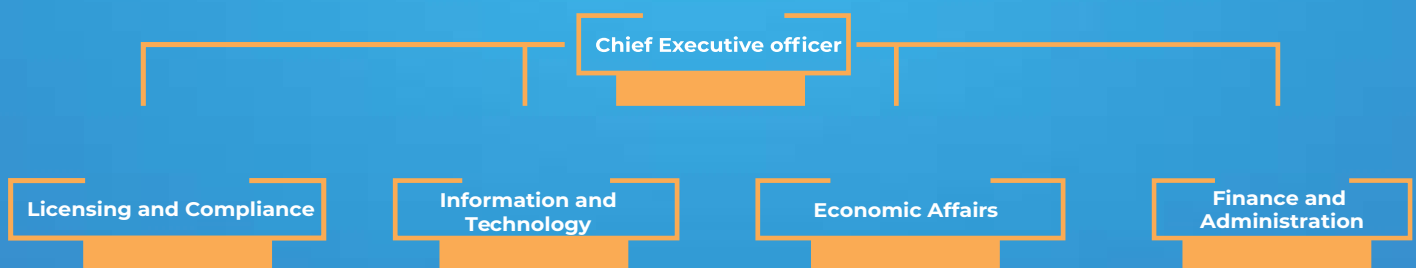 Chief Executive officer
Licensing and Compliance
Information and
Technology
Economic Affairs
Finance and
Administration